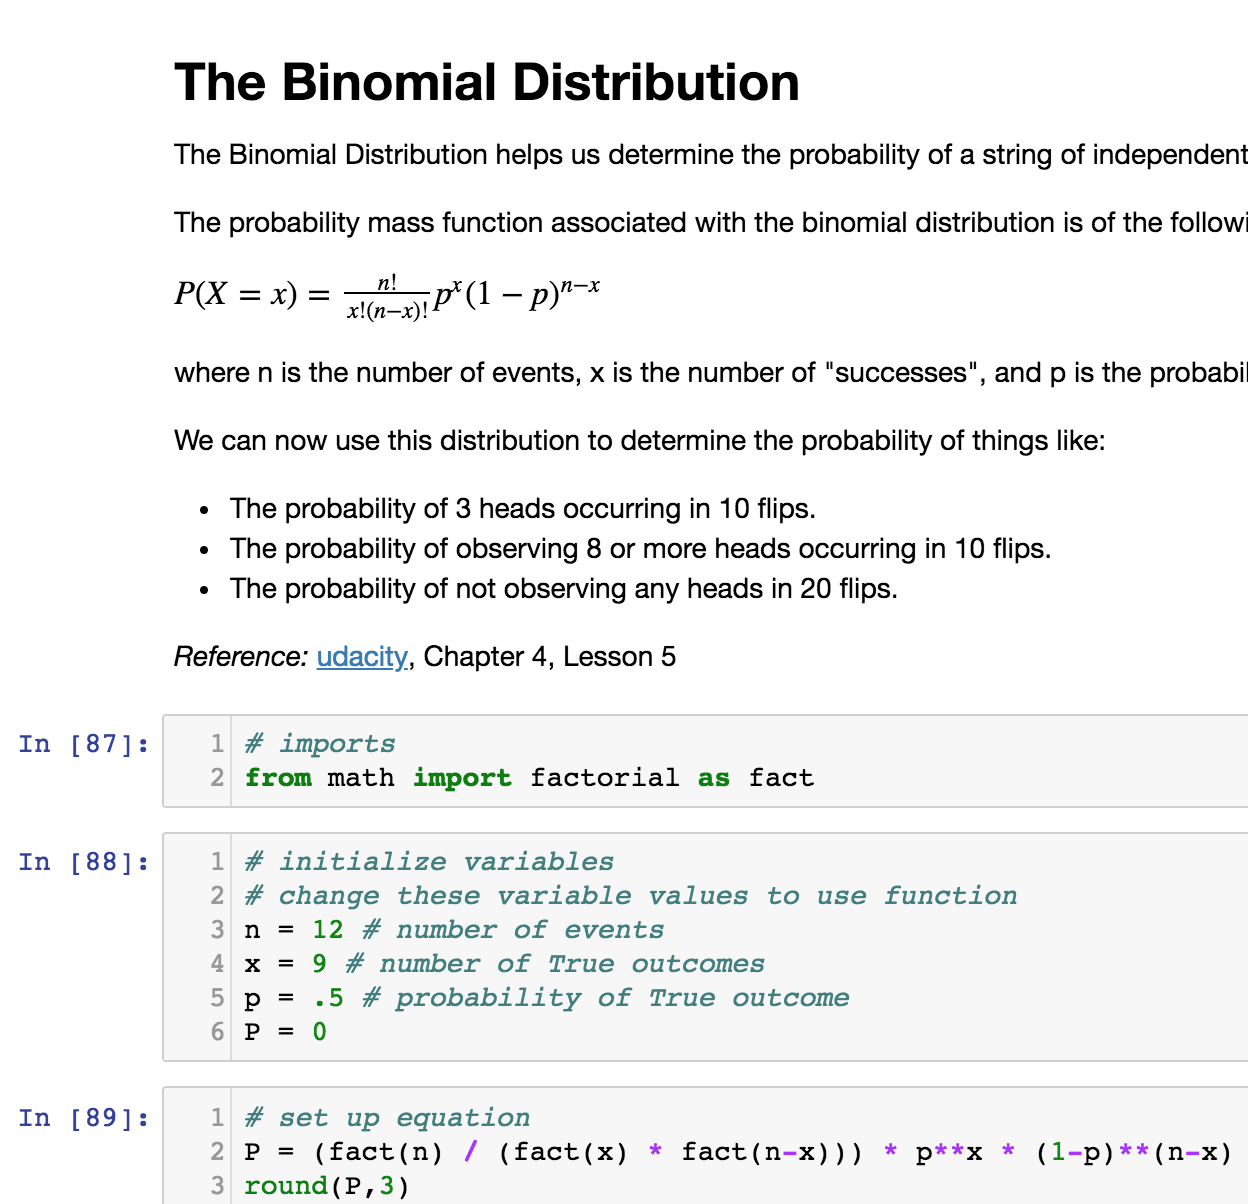 The Binomial Distribution
The Binomial Distribution helps us determine the probability of a string of independent
The probability mass function associated with the binomial distribution is of the
P(X = x) = n!/x!(n−x)! p^x(1 − p)^n−x
where n is the number of events, x is the number of "successes", and p is the
We can now use this distribution to determine the probability of things like:
• The probability of 3 heads occurring in 10 flips.
• The probability of observing 8 or more heads occurring in 10 flips.
• The probability of not observing any heads in 20 flips.
Reference: udacity, Chapter 4, Lesson 5
In [87]:
1 # imports
2 from math import factorial as fact
In [88]:
1 # initialize variables
2 # change these variable values to use function
3 n = 12 # number of events
4 x = 9 # number of True outcomes
5 p = .5 # probability of True outcome
6 P = 0
In [89]:
1 # set up equation
2 P = (fact(n) / (fact(x) * fact(n-x))) * p**x * (1-p)**(n-x)
3 round(P,3)